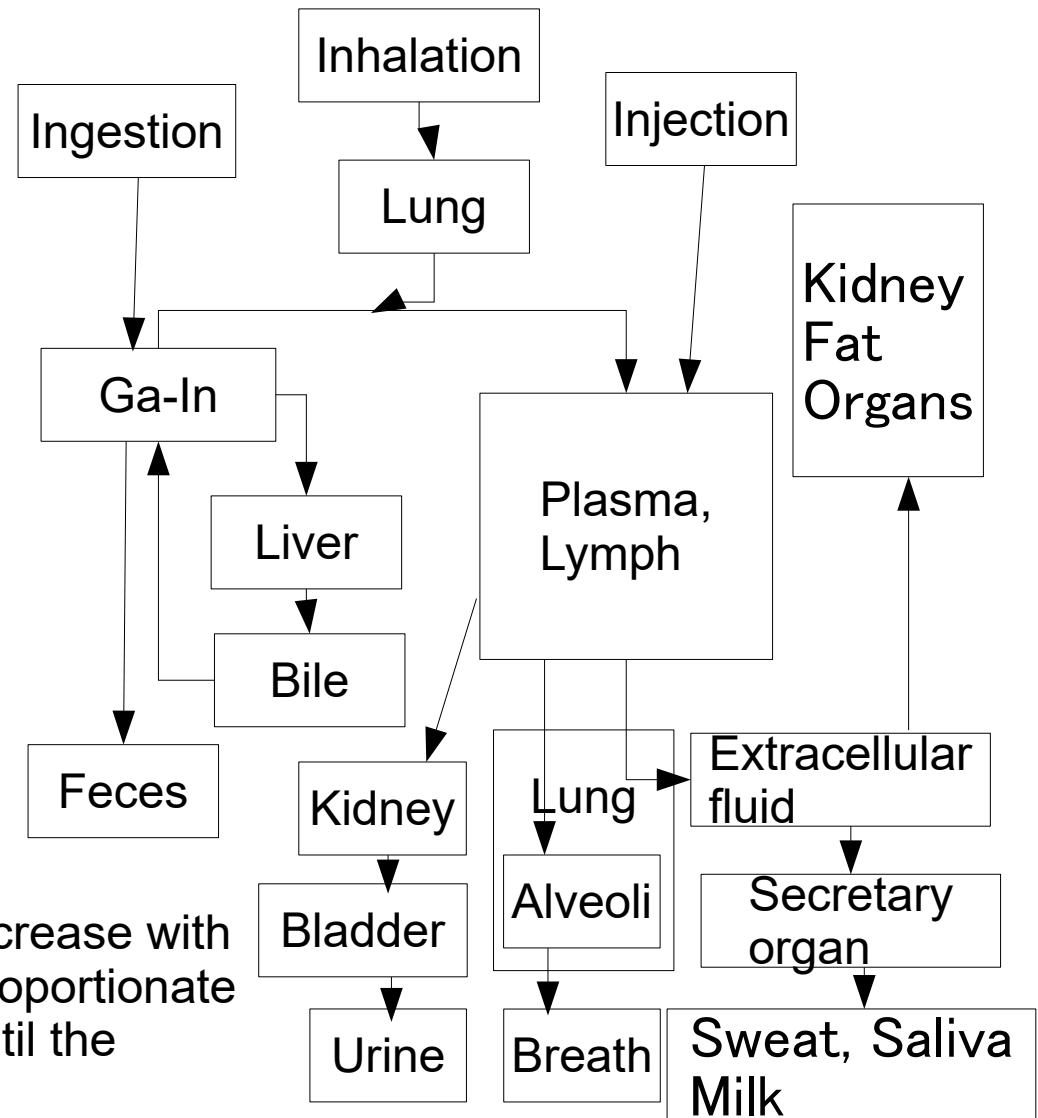 Inhalation
Ingestion
Injection
Lung
Kidney
Fat
Organs
Ga-In
Plasma,
Lymph
Liver
Bile
Extracellular
fluid
Feces
Kidney
Lung
Alveoli
Secretary
organ
Bladder
crease with
oportionate
til the
Urine
Breath
Sweat, Saliva
Milk